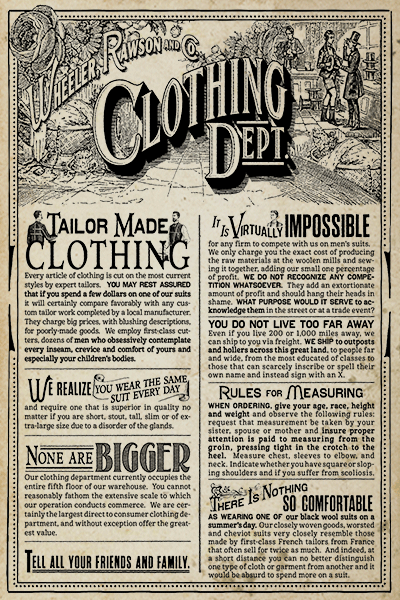 WHEELER, RAWSON AND CO.
CLOTHING
DEPT.
TAILOR MADE
CLOTHING
Every article of clothing is cut on the most current
styles by expert tailors. YOU MAY REST ASSURED
that if you spend a few dollars on one of our suits
it will certainly compare favorably with any cus-
tom tailor work completed by a local manufacturer.
They charge big prices, with blushing descriptions,
for poorly-made goods. We employ first-class cut-
ters, dozens of men who obsessively contemplate
every inseam, crevice and comfort of yours and
especially your children's bodies.
WE REALIZE YOU WEAR THE SAME
SUIT EVERY DAY
and require one that is superior in quality no
matter if you are short, stout, tall, slim or of ex-
tra-large size due to a disorder of the glands.
NONE ARE BIGGER
Our clothing department currently occupies the
entire fifth floor of our warehouse. You cannot
reasonably fathom the extensive scale to which
our operation conducts commerce. We are cer-
tainly the largest direct to consumer clothing de-
partment, and without exception offer the great-
est value.
TELL ALL YOUR FRIENDS AND FAMILY.
IT IS VIRTUALLY IMPOSSIBLE
for any firm to compete with us on men's suits.
We only charge you the exact cost of producing
the raw materials at the woolen mills and sew-
ing it together, adding our small one percentage
of profit. WE DO NOT RECOGNIZE ANY COMPE-
TITION WHATSOEVER. They add an extortionate
amount of profit and should hang their heads in
shame. WHAT PURPOSE WOULD IT SERVE to ac-
knowledge them in the street or at a trade event?
YOU DO NOT LIVE TOO FAR AWAY
Even if you live 200 or 1,000 miles away, we
can ship to you via freight. WE SHIP to outposts
and hollers across this great land, to people far
and wide, from the most educated of classes to
those that can scarcely inscribe or spell their
own name and instead sign with an X.
RULES FOR MEASURING
WHEN ORDERING, give your age, race, height
and weight and observe the following rules:
request that measurement be taken by your
sister, spouse or mother and insure proper
attention is paid to measuring from the
groin, pressing tight in the crotch to the
heel. Measure chest, sleeves to elbow, and
neck. Indicate whether you have square or slop-
ing shoulders and if you suffer from scoliosis.
THERE IS NOTHING
SO COMFORTABLE
AS WEARING ONE OF our black wool suits on a
summer's day. Our closely woven goods, worsted
and cheviot suits very closely resemble those
made by first-class French tailors from France
that often sell for twice as much. And indeed, at
a short distance you can no better distinguish
one type of cloth or garment from another and it
would be absurd to spend more on a suit.